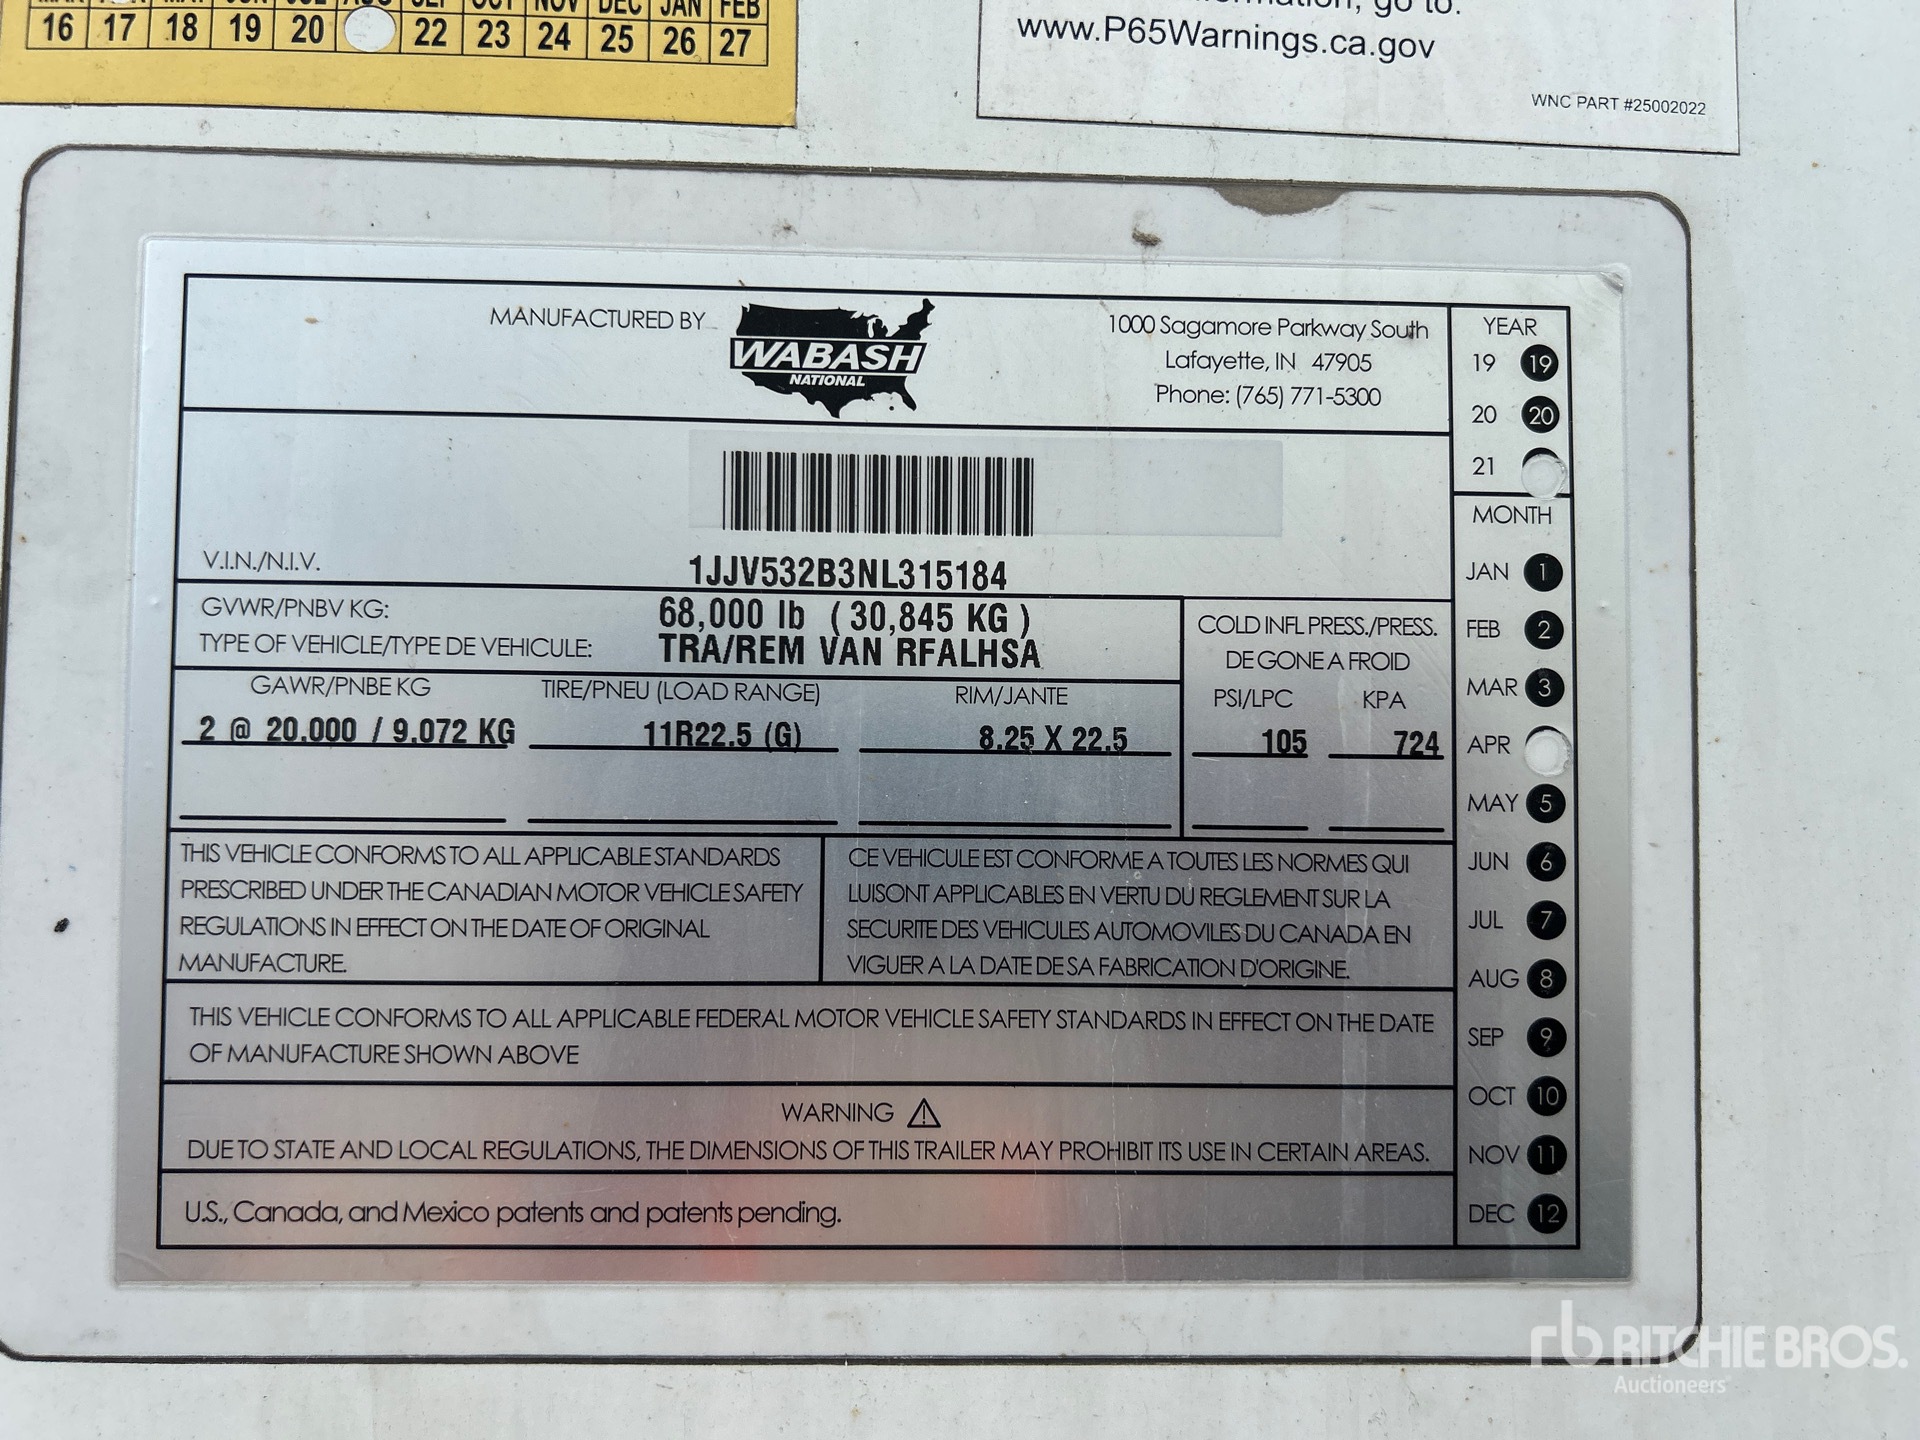 JAN FEB
16 17 18 19 20 22 23 24 25 26 27
go to:
www.P65Warnings.ca.gov
WNC PART #25002022
MANUFACTURED BY
WABASH
NATIONAL
1000 Sagamore Parkway South
Lafayette, IN 47905
Phone: (765) 771-5300
YEAR
19 19
20 20
21
V.I.N./N.I.V.
1JJV532B3NL315184
GVWR/PNBV KG:
68,000 lb ( 30,845 KG )
TYPE OF VEHICLE/TYPE DE VEHICULE:
TRA/REM VAN RFALHSA
COLD INFL PRESS./PRESS.
DE GONE A FROID
GAWR/PNBE KG
TIRE/PNEU (LOAD RANGE)
RIM/JANTE
PSI/LPC
KPA
2 @ 20.000 / 9.072 KG
11R22.5 (G)
8.25 X 22.5
105
724
THIS VEHICLE CONFORMS TO ALL APPLICABLE STANDARDS
PRESCRIBED UNDER THE CANADIAN MOTOR VEHICLE SAFETY
REGULATIONS IN EFFECT ON THE DATE OF ORIGINAL
MANUFACTURE.
CE VEHICULE EST CONFORME A TOUTES LES NORMES QUI
LUISONT APPLICABLES EN VERTU DU REGLEMENT SUR LA
SECURITE DES VEHICULES AUTOMOVILES DU CANADA EN
VIGUER A LA DATE DE SA FABRICATION D'ORIGINE.
THIS VEHICLE CONFORMS TO ALL APPLICABLE FEDERAL MOTOR VEHICLE SAFETY STANDARDS IN EFFECT ON THE DATE
OF MANUFACTURE SHOWN ABOVE
WARNING
DUE TO STATE AND LOCAL REGULATIONS, THE DIMENSIONS OF THIS TRAILER MAY PROHIBIT ITS USE IN CERTAIN AREAS.
U.S., Canada, and Mexico patents and patents pending.
MONTH
JAN 1
FEB 2
MAR 3
APR
MAY 5
JUN 6
JUL 7
AUG 8
SEP 9
OCT 10
NOV 11
DEC 12
rb RITCHIE BROS.
Auctioneers